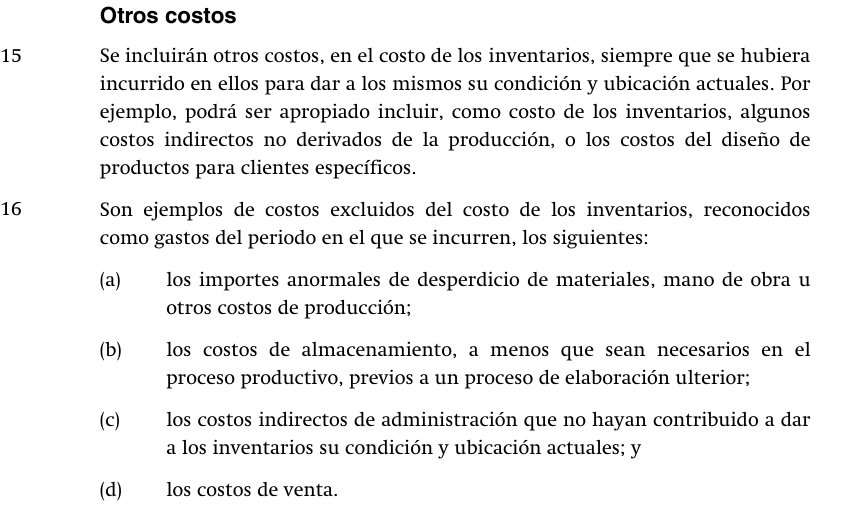 Otros costos
15 Se incluirán otros costos, en el costo de los inventarios, siempre que se hubiera
incurrido en ellos para dar a los mismos su condición y ubicación actuales. Por
ejemplo, podrá ser apropiado incluir, como costo de los inventarios, algunos
costos indirectos no derivados de la producción, o los costos del diseño de
productos para clientes específicos.
16 Son ejemplos de costos excluidos del costo de los inventarios, reconocidos
como gastos del periodo en el que se incurren, los siguientes:
(a) los importes anormales de desperdicio de materiales, mano de obra u
otros costos de producción;
(b) los costos de almacenamiento, a menos que sean necesarios en el
proceso productivo, previos a un proceso de elaboración ulterior;
(c) los costos indirectos de administración que no hayan contribuido a dar
a los inventarios su condición y ubicación actuales; y
(d) los costos de venta.